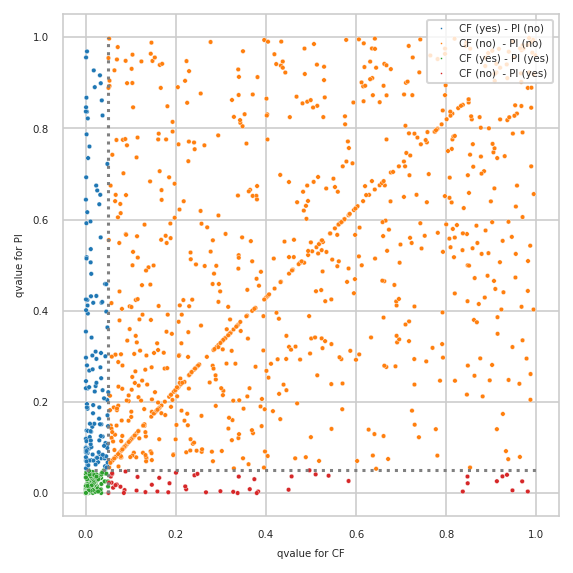 CF (yes) - PI (no)
CF (no)  - PI (no)
CF (yes) - PI (yes)
CF (no)  - PI (yes)
1.0
0.8
0.6
0.4
0.2
0.0
qvalue for PI
0.0 0.2 0.4 0.6 0.8 1.0
qvalue for CF